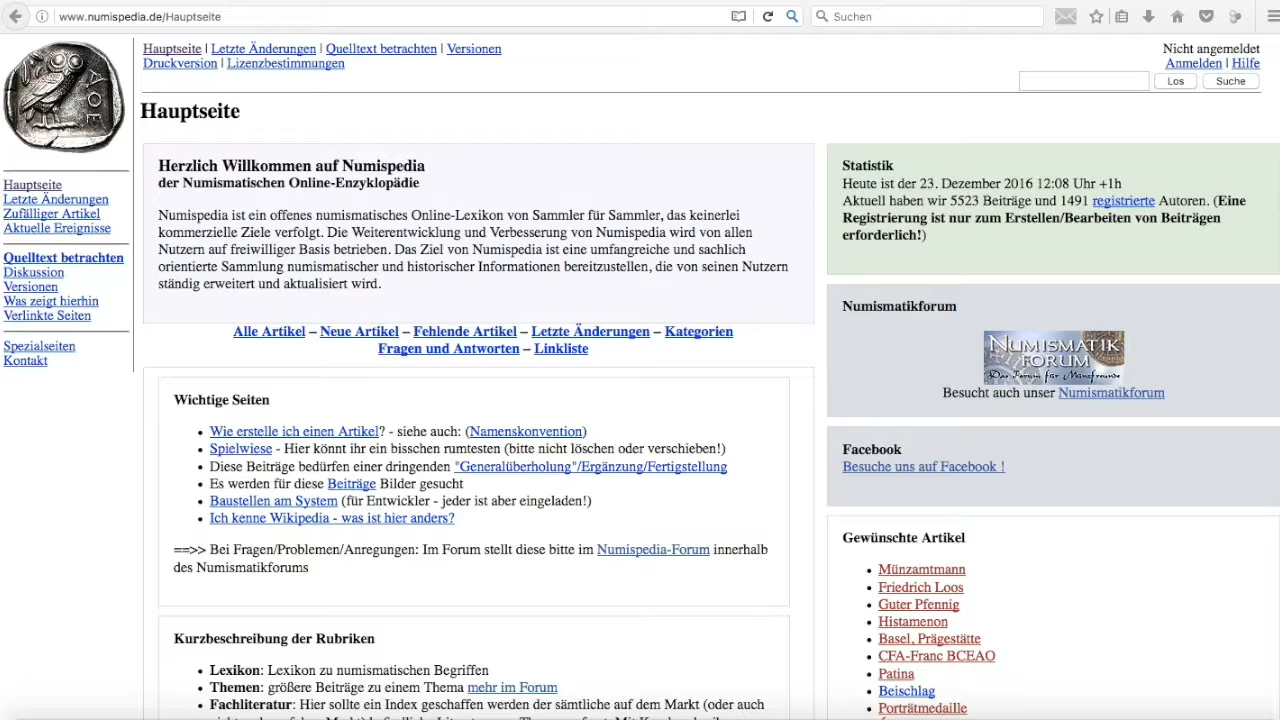 www.numispedia.de/Hauptseite
Suchen
Hauptseite | Letzte Änderungen | Quelltext betrachten | Versionen
Druckversion | Lizenzbestimmungen
Nicht angemeldet
Anmelden | Hilfe
Los
Suche
ΑΘΕ
Hauptseite
Letzte Änderungen
Zufälliger Artikel
Aktuelle Ereignisse
Quelltext betrachten
Diskussion
Versionen
Was zeigt hierhin
Verlinkte Seiten
Spezialseiten
Kontakt
Hauptseite
Herzlich Willkommen auf Numispedia
der Numismatischen Online-Enzyklopädie
Numispedia ist ein offenes numismatisches Online-Lexikon von Sammler für Sammler, das keinerlei
kommerzielle Ziele verfolgt. Die Weiterentwicklung und Verbesserung von Numispedia wird von allen
Nutzern auf freiwilliger Basis betrieben. Das Ziel von Numispedia ist eine umfangreiche und sachlich
orientierte Sammlung numismatischer und historischer Informationen bereitzustellen, die von seinen Nutzern
ständig erweitert und aktualisiert wird.
Alle Artikel – Neue Artikel – Fehlende Artikel – Letzte Änderungen – Kategorien
Fragen und Antworten – Linkliste
Wichtige Seiten
• Wie erstelle ich einen Artikel? - siehe auch: (Namenskonvention)
• Spielwiese - Hier könnt ihr ein bisschen rumtesten (bitte nicht löschen oder verschieben!)
• Diese Beiträge bedürfen einer dringenden "Generalüberholung"/Ergänzung/Fertigstellung
• Es werden für diese Beiträge Bilder gesucht
• Baustellen am System (für Entwickler - jeder ist aber eingeladen!)
• Ich kenne Wikipedia - was ist hier anders?
==>> Bei Fragen/Problemen/Anregungen: Im Forum stellt diese bitte im Numispedia-Forum innerhalb
des Numismatikforums
Kurzbeschreibung der Rubriken
• Lexikon: Lexikon zu numismatischen Begriffen
• Themen: größere Beiträge zu einem Thema mehr im Forum
• Fachliteratur: Hier sollte ein Index geschaffen werden der sämtliche auf dem Markt (oder auch
Statistik
Heute ist der 23. Dezember 2016 12:08 Uhr +1h
Aktuell haben wir 5523 Beiträge und 1491 registrierte Autoren. (Eine
Registrierung ist nur zum Erstellen/Bearbeiten von Beiträgen
erforderlich!)
Numismatikforum
NUMISMATIK
FORUM
Das Forum für Münzfreunde
Besucht auch unser Numismatikforum
Facebook
Besuche uns auf Facebook !
Gewünschte Artikel
• Münzamtmann
• Friedrich Loos
• Guter Pfennig
• Histamenon
• Basel, Prägestätte
• CFA-Franc BCEAO
• Patina
• Beischlag
• Porträtmedaille